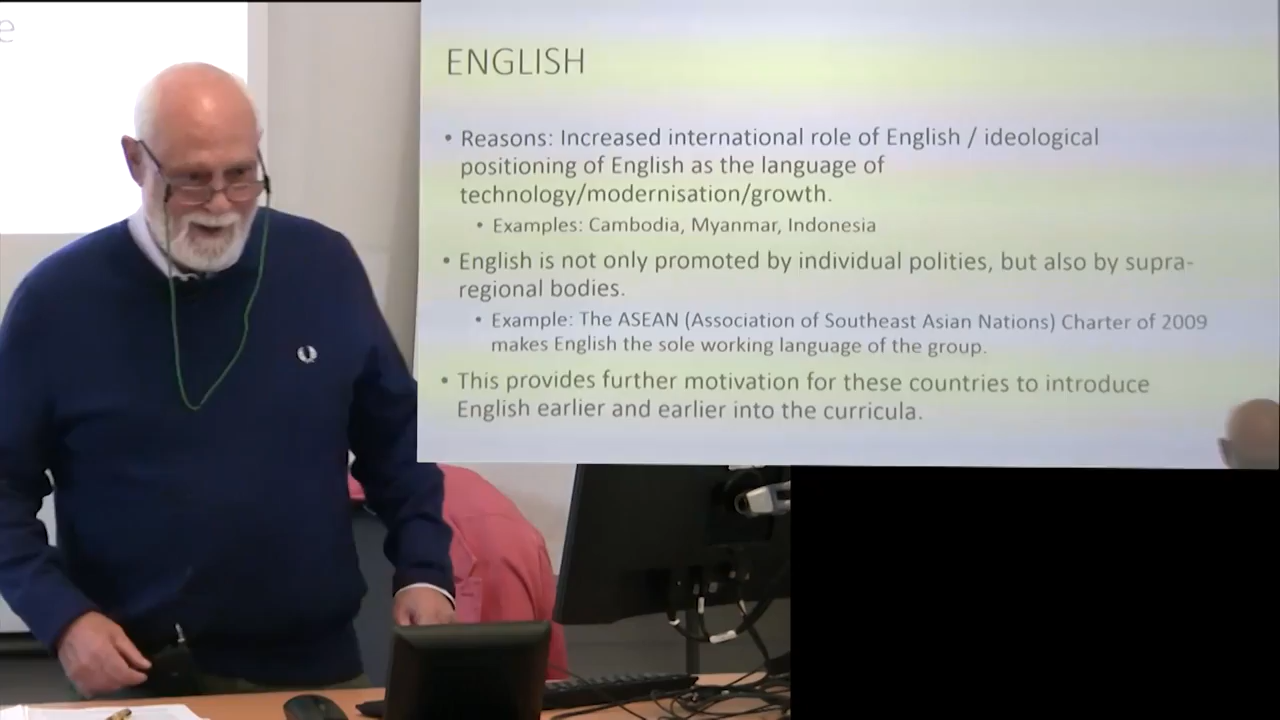 e
ENGLISH
• Reasons: Increased international role of English / ideological
positioning of English as the language of
technology/modernisation/growth.
• Examples: Cambodia, Myanmar, Indonesia
• English is not only promoted by individual polities, but also by supra-
regional bodies.
• Example: The ASEAN (Association of Southeast Asian Nations) Charter of 2009
makes English the sole working language of the group.
• This provides further motivation for these countries to introduce
English earlier and earlier into the curricula.